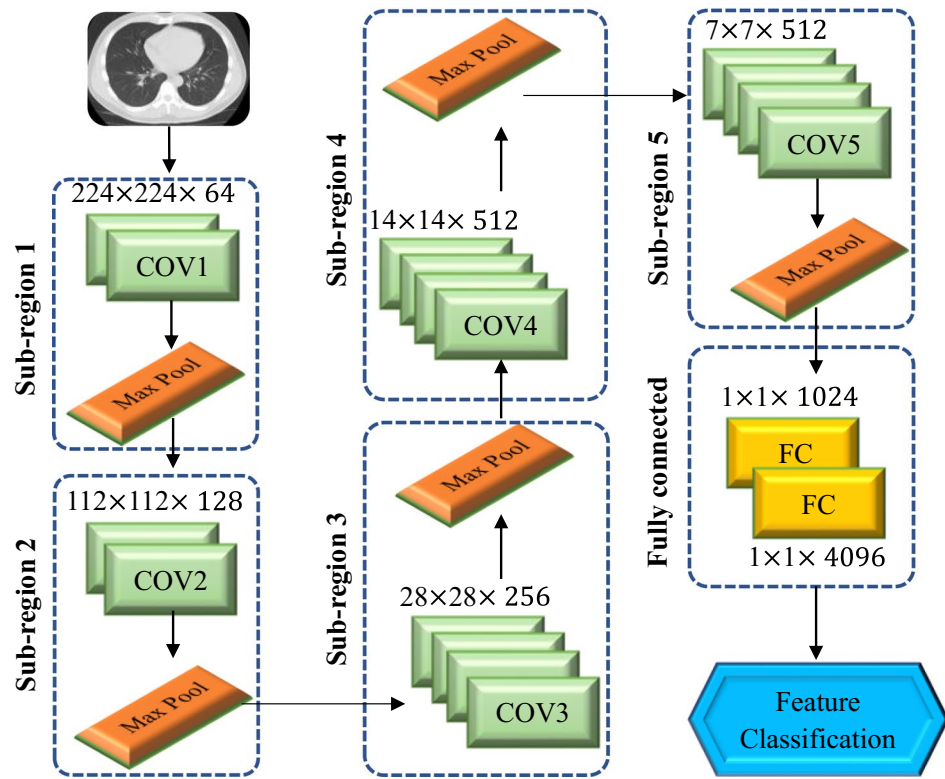 Sub-region 1
224×224× 64
COV1
Max Pool
Sub-region 2
112×112× 128
COV2
Max Pool
Sub-region 3
28×28× 256
COV3
Max Pool
Sub-region 4
14×14× 512
COV4
Max Pool
Sub-region 5
7×7× 512
COV5
Max Pool
Fully connected
1×1× 1024
FC
FC
1×1× 4096
Feature
Classification